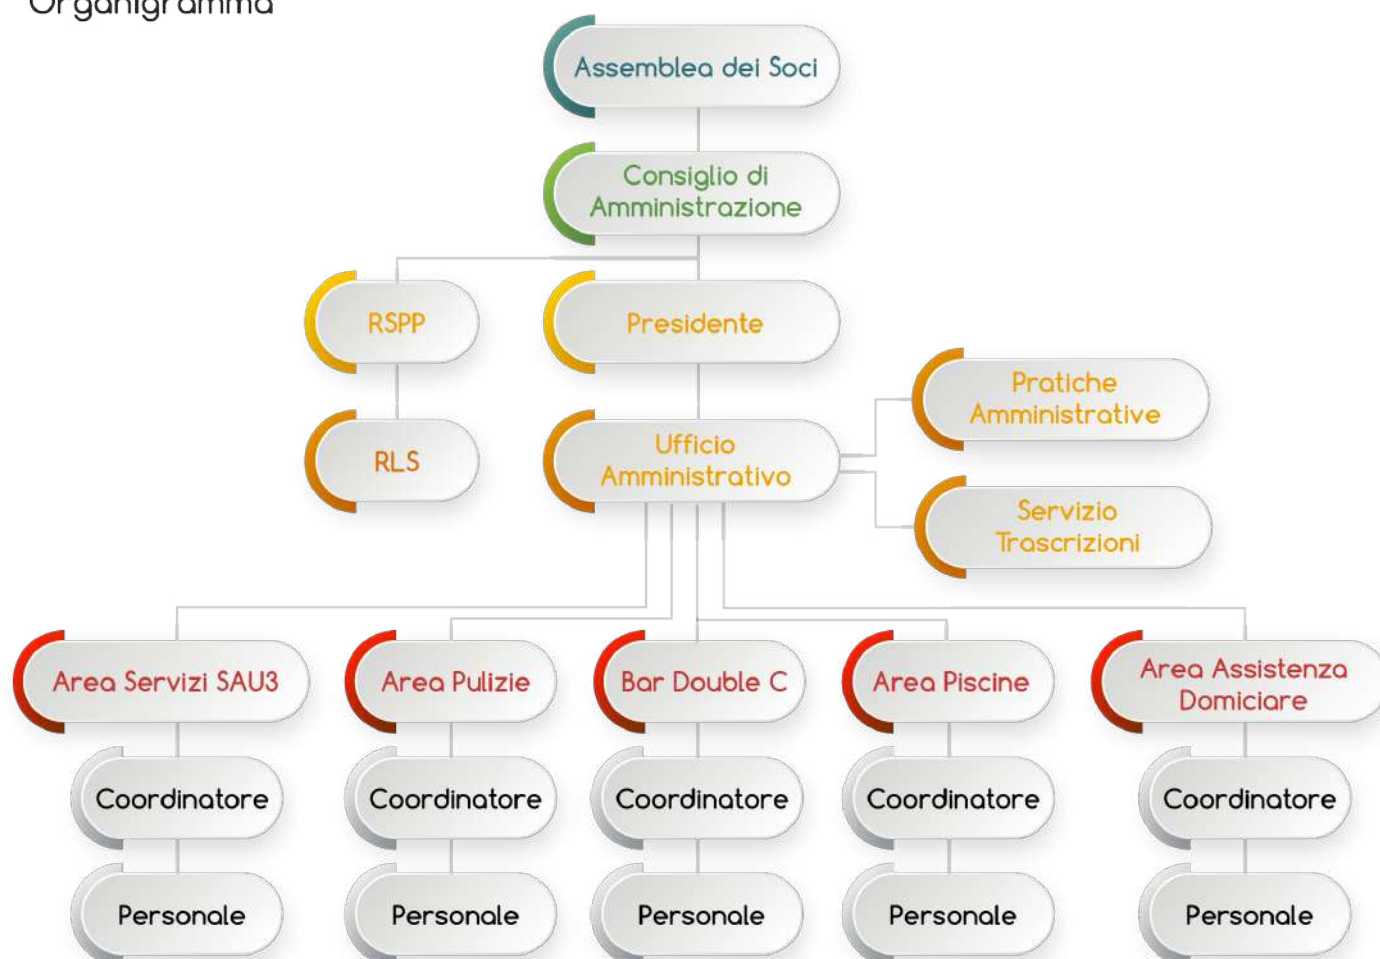 Organigramma
Assemblea dei Soci
Consiglio di
Amministrazione
RSPP
Presidente
Pratiche
Amministrative
RLS
Ufficio
Amministrativo
Servizio
Trascrizioni
Area Servizi SAU3
Area Pulizie
Bar Double C
Area Piscine
Area Assistenza
Domiciare
Coordinatore
Coordinatore
Coordinatore
Coordinatore
Coordinatore
Personale
Personale
Personale
Personale
Personale